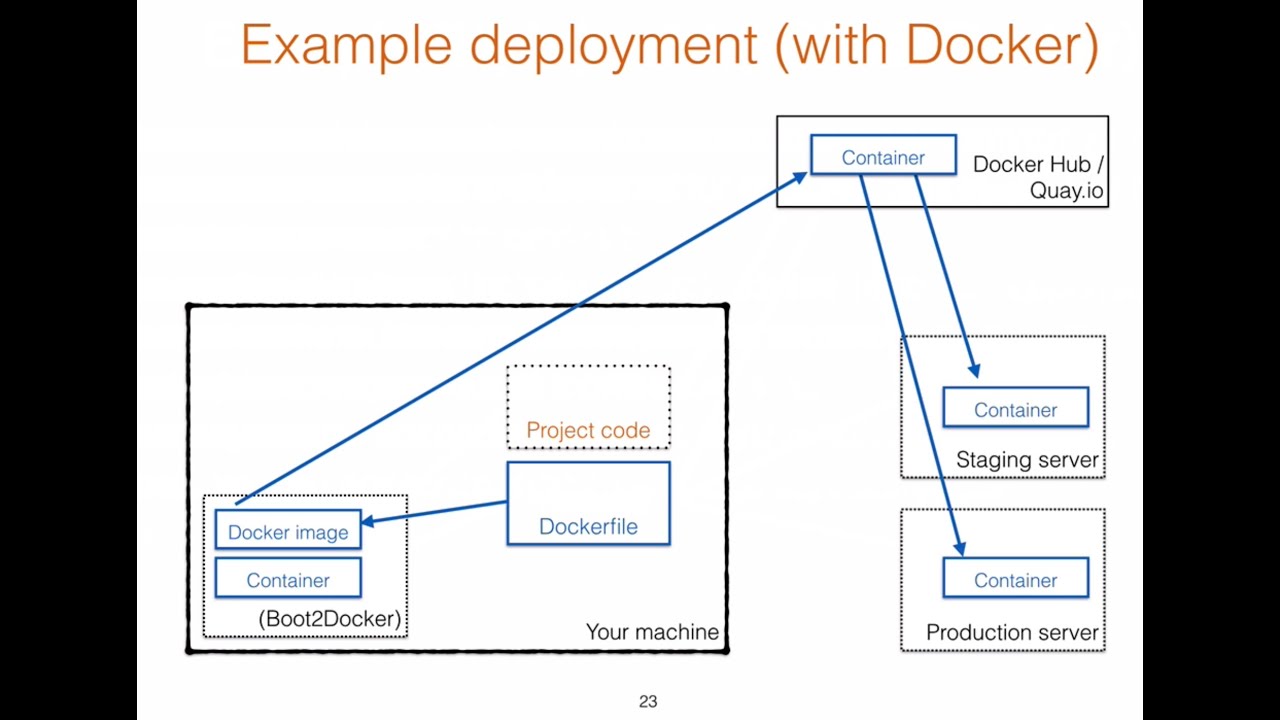 Example deployment (with Docker)
Container
Docker Hub /
Quay.io
Project code
Dockerfile
Docker image
Container
(Boot2Docker)
Your machine
Container
Staging server
Container
Production server
23